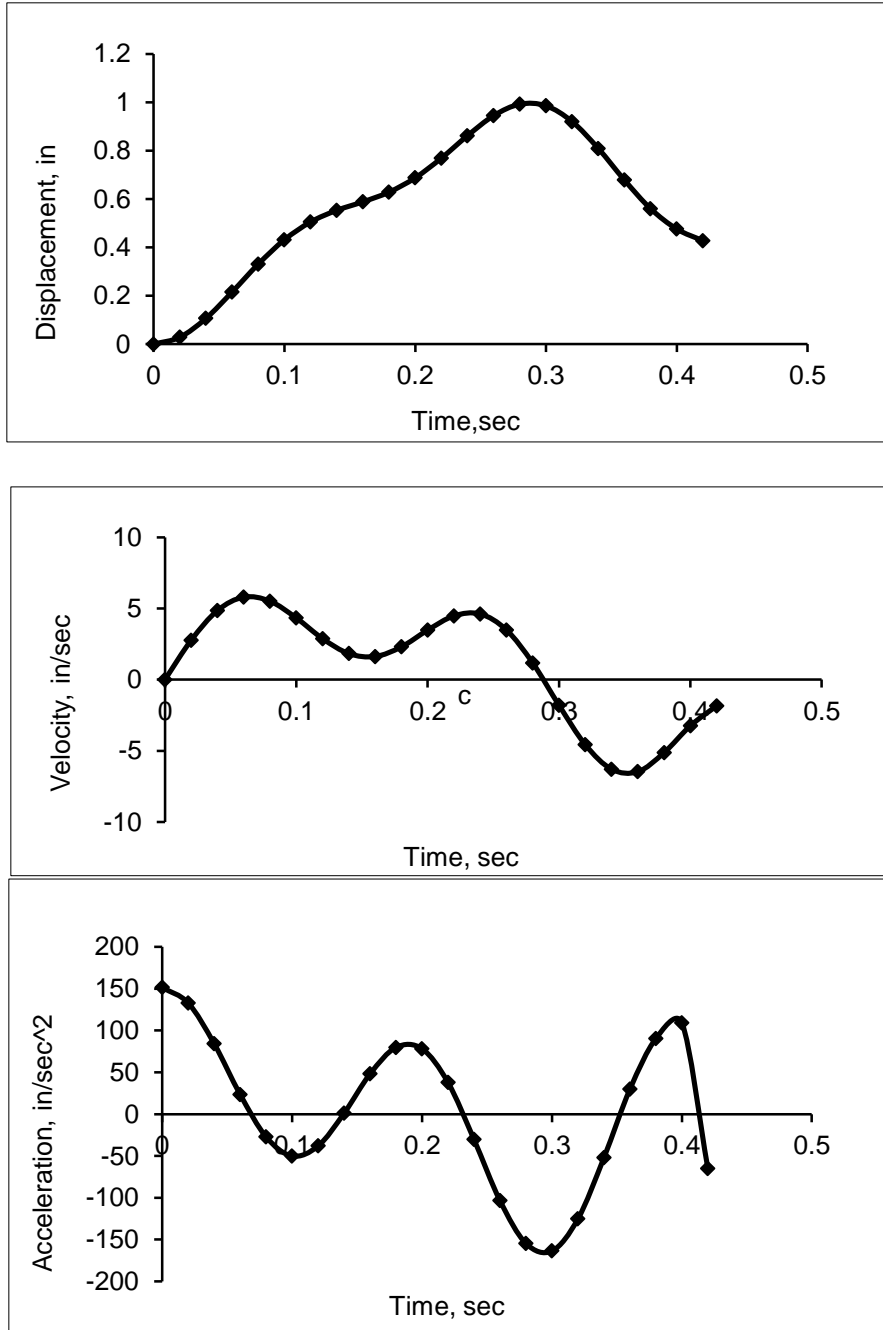 1.2
1
0.8
0.6
0.4
0.2
0
0 0.1 0.2 0.3 0.4 0.5
Displacement, in
Time,sec
10
5
0
-5
-10
0 0.1 0.2 c 0.3 0.4 0.5
Velocity, in/sec
Time, sec
200
150
100
50
0
-50
-100
-150
-200
0 0.1 0.2 0.3 0.4 0.5
Acceleration, in/sec^2
Time, sec